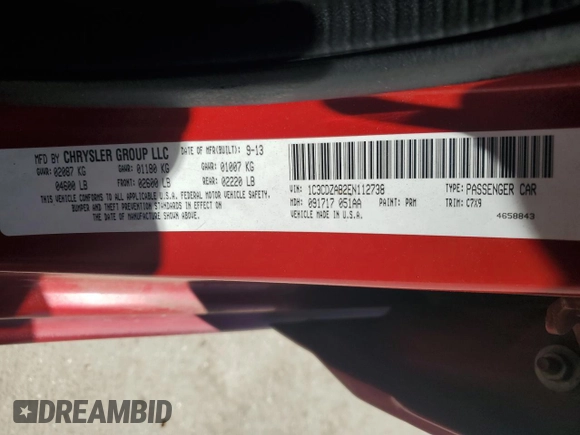 MFD BY CHRYSLER GROUP LLC DATE OF MFR(BUILT): 9-13
GVWR: 02087 KG GAWR: 01180 KG GAWR: 01007 KG
04600 LB FRONT: 02600 LB REAR: 02220 LB
THIS VEHICLE CONFORMS TO ALL APPLICABLE U.S.A. FEDERAL MOTOR VEHICLE SAFETY,
BUMPER AND THEFT PREVENTION STANDARDS IN EFFECT ON
THE DATE OF MANUFACTURE SHOWN ABOVE.
VIN: 1C3CDZAB2EN112738 TYPE: PASSENGER CAR
MDH: 091717 051AA PAINT: PRM TRIM: C7X9
MADE IN U.S.A. 4658843
DREAMBID